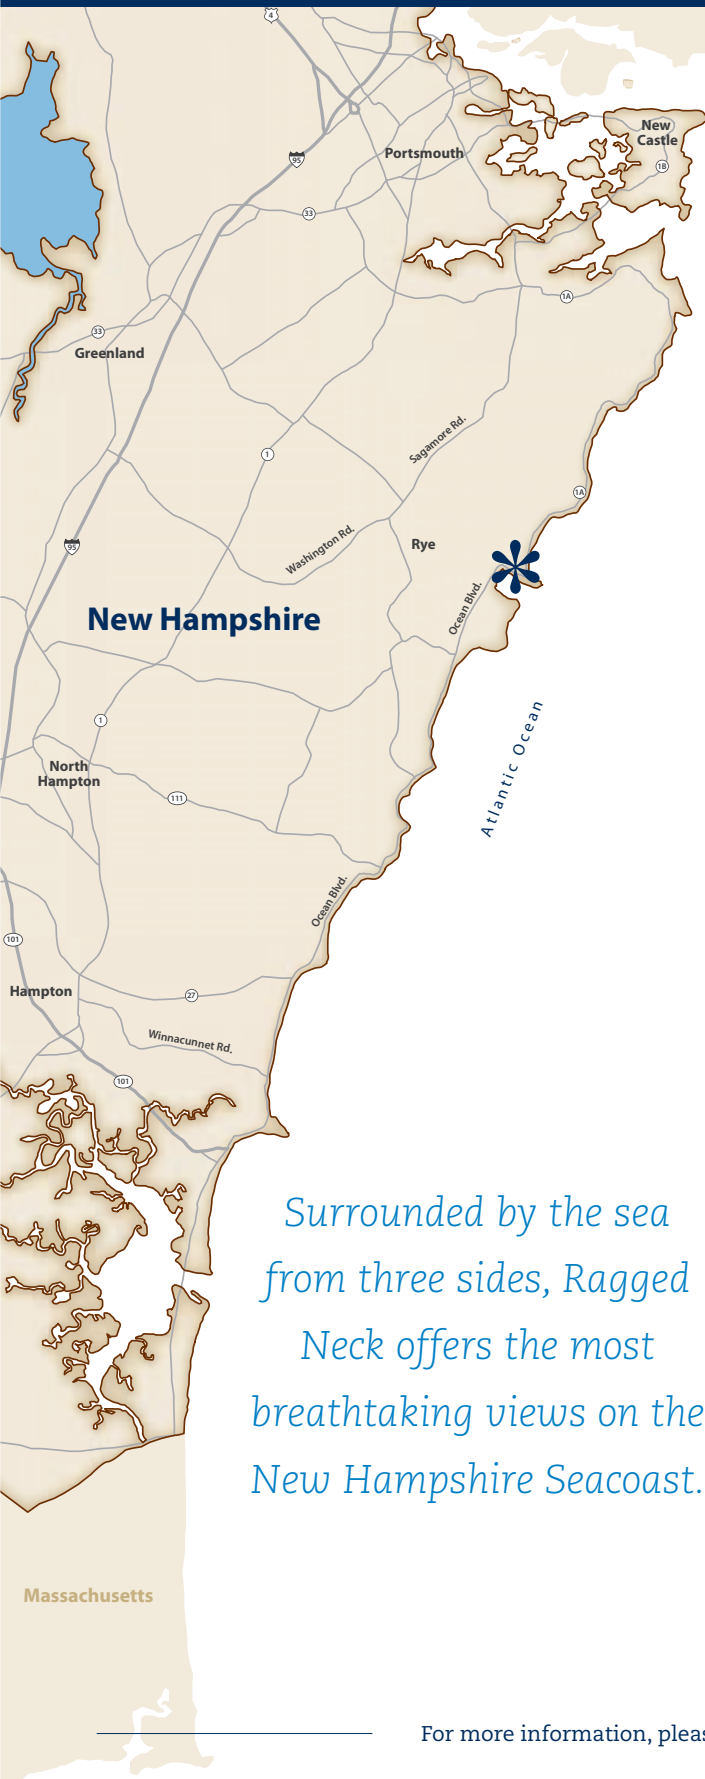 4
New
Castle
Portsmouth
95
1B
33
1A
33
Greenland
Sagamore Rd.
1
1A
Washington Rd.
Rye
95
Ocean Blvd.
New Hampshire
Atlantic Ocean
1
North
Hampton
111
Ocean Blvd.
101
Hampton
27
Winnacunnet Rd.
101
Surrounded by the sea
from three sides, Ragged
Neck offers the most
breathtaking views on the
New Hampshire Seacoast.
Massachusetts
For more information, pleas